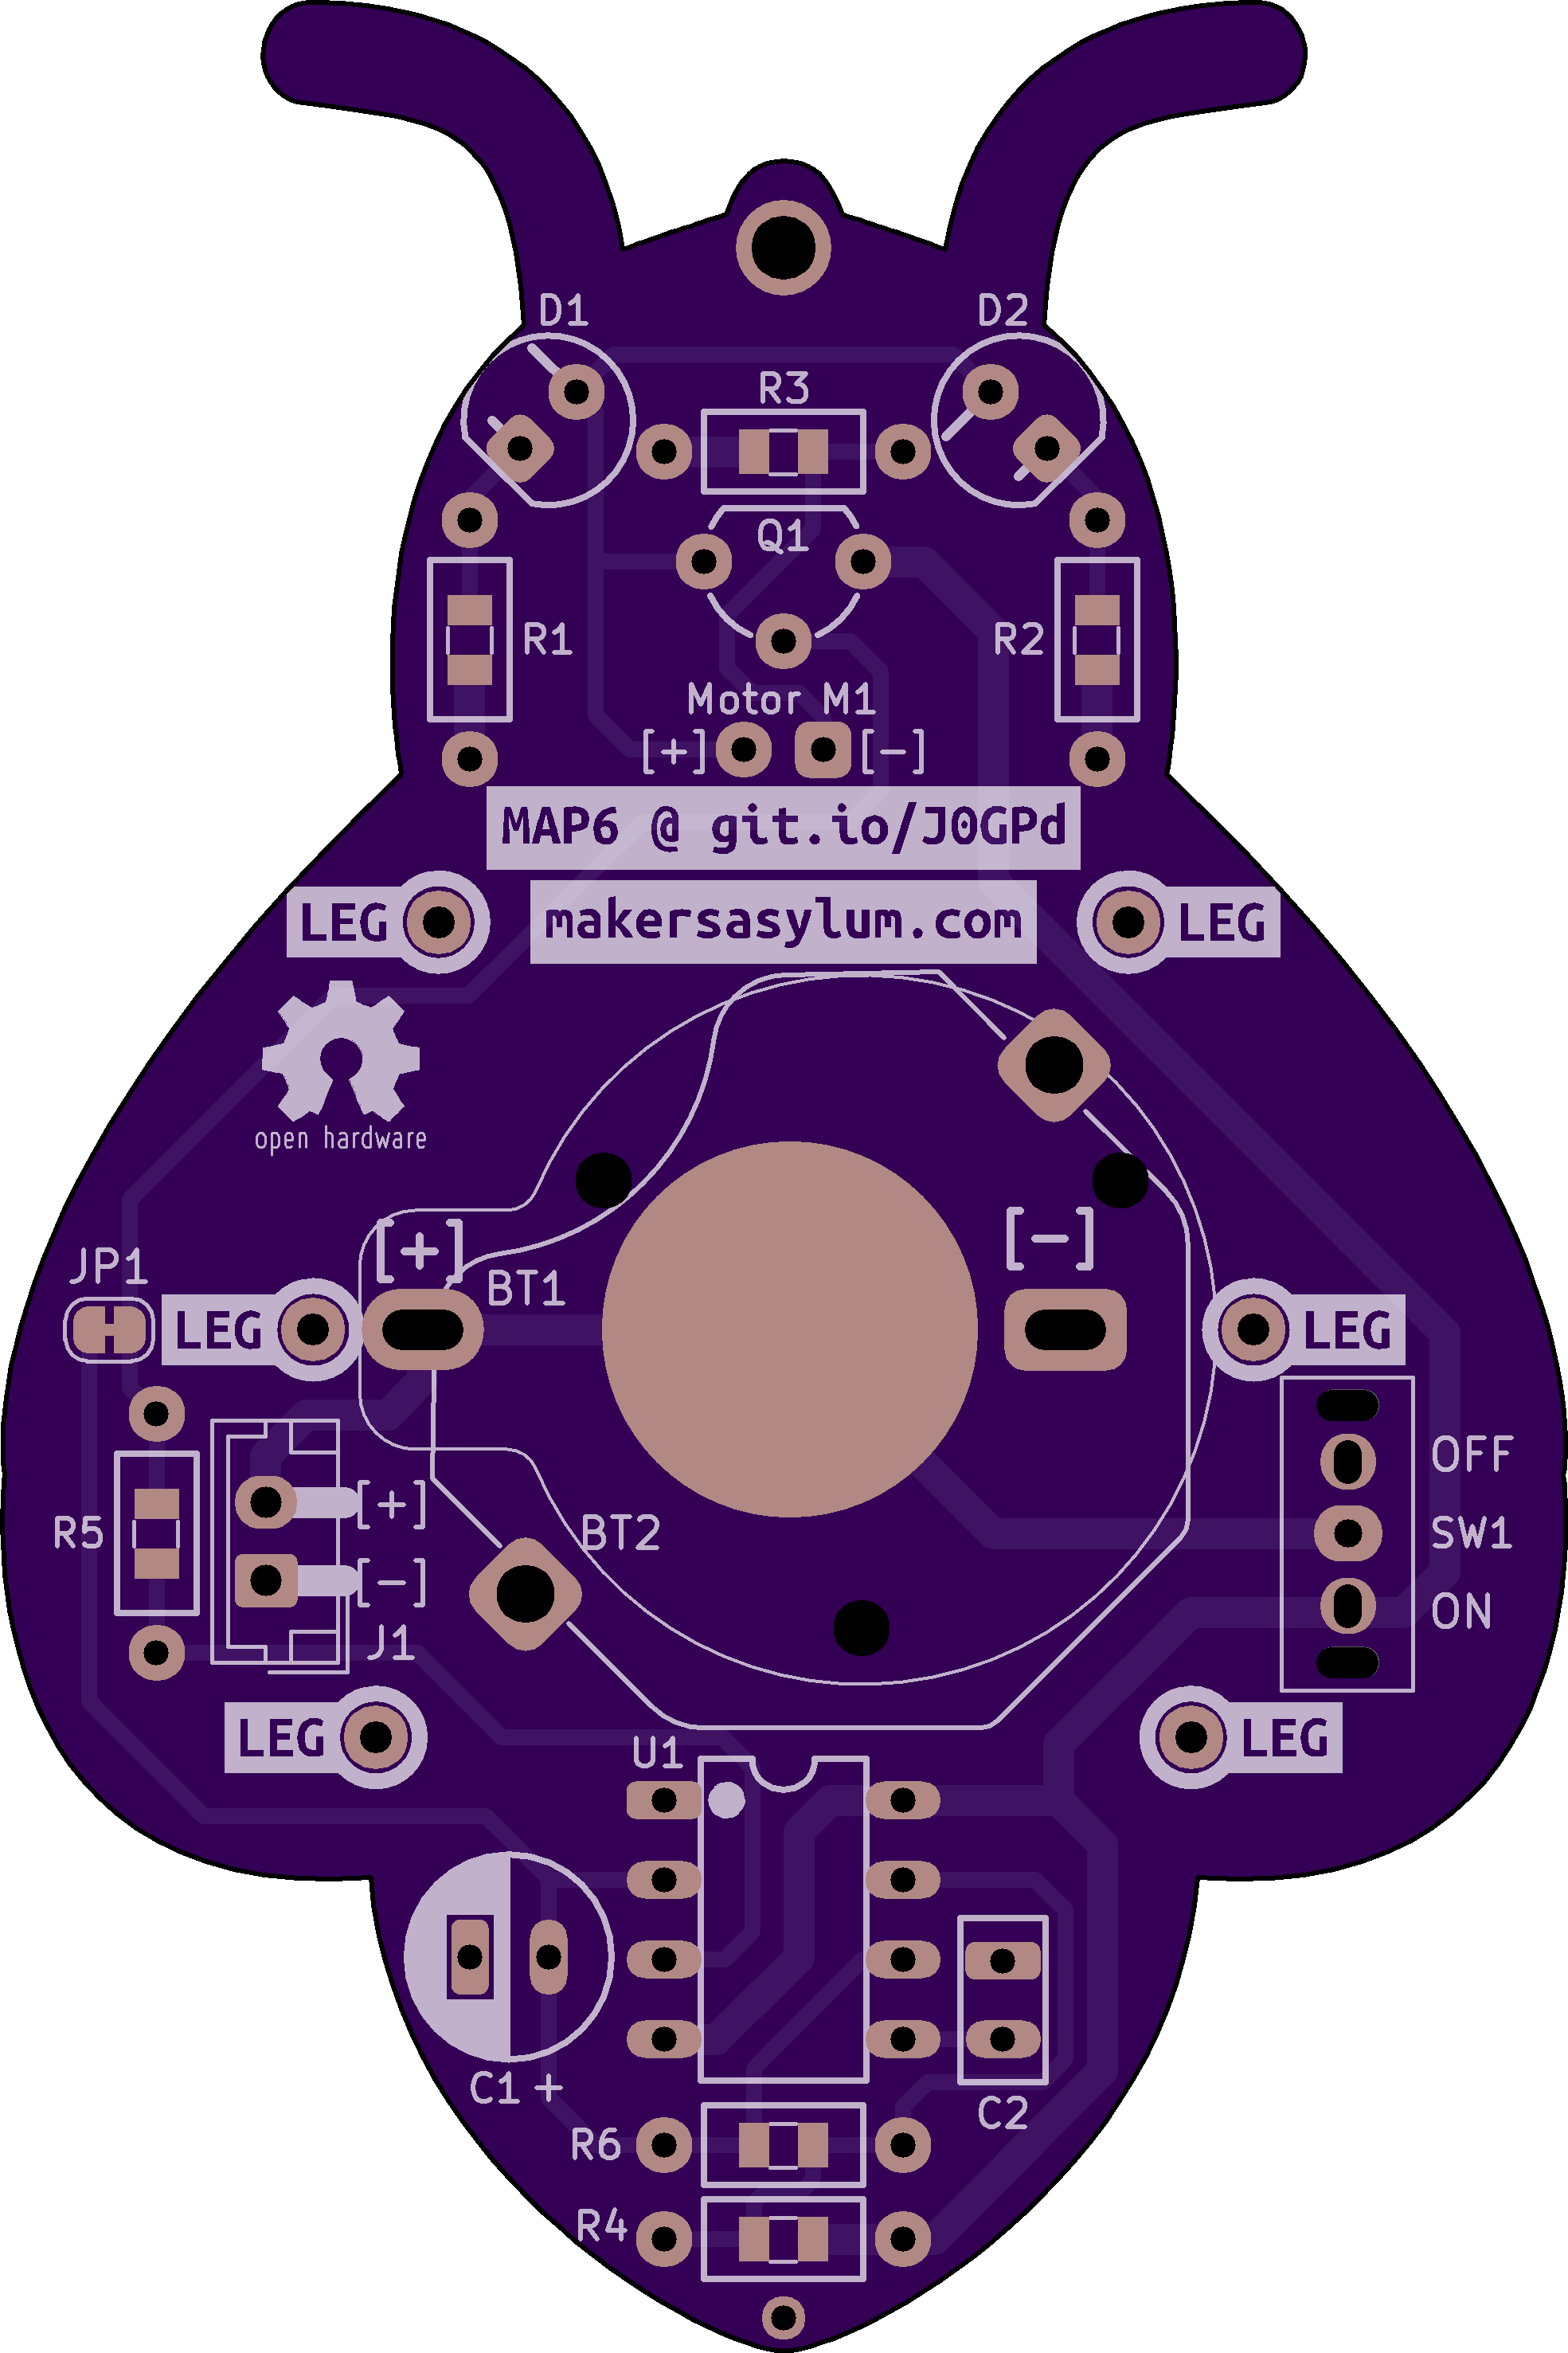 D1 D2
R3
Q1
R1 R2
Motor M1
[+] [-]
MAP6 @ git.io/J0GPd
LEG makersasylum.com LEG
open hardware
[+] [-]
JP1 BT1
LEG LEG
OFF
[+]
R5 BT2 SW1
[-]
ON
J1
LEG LEG
U1
C1 +
C2
R6
R4